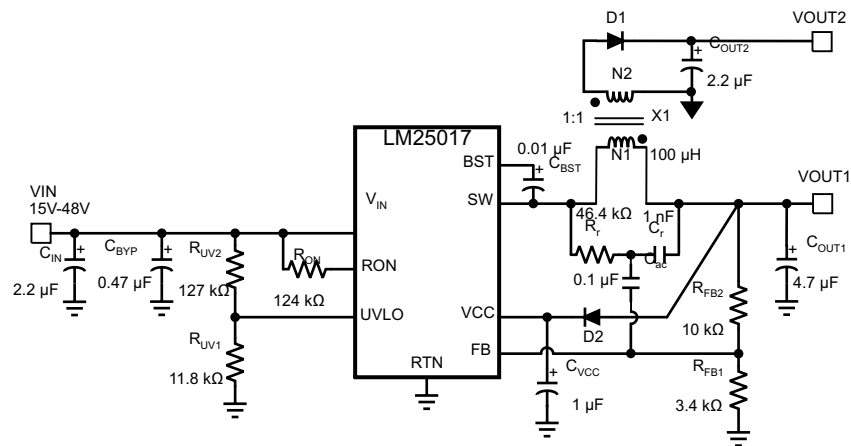 D1
VOUT2
COUT2
2.2 µF
N2
1:1
X1
N1
100 µH
LM25017
0.01 µF
CBST
BST
SW
VIN
15V-48V
VIN
VOUT1
46.4 kΩ
Rr
1 nF
Cr
Cac
0.1 µF
CIN
2.2 µF
CBYP
0.47 µF
RUV2
127 kΩ
RON
124 kΩ
RON
UVLO
VCC
FB
RTN
D2
COUT1
4.7 µF
RFB2
10 kΩ
RUV1
11.8 kΩ
CVCC
1 µF
RFB1
3.4 kΩ